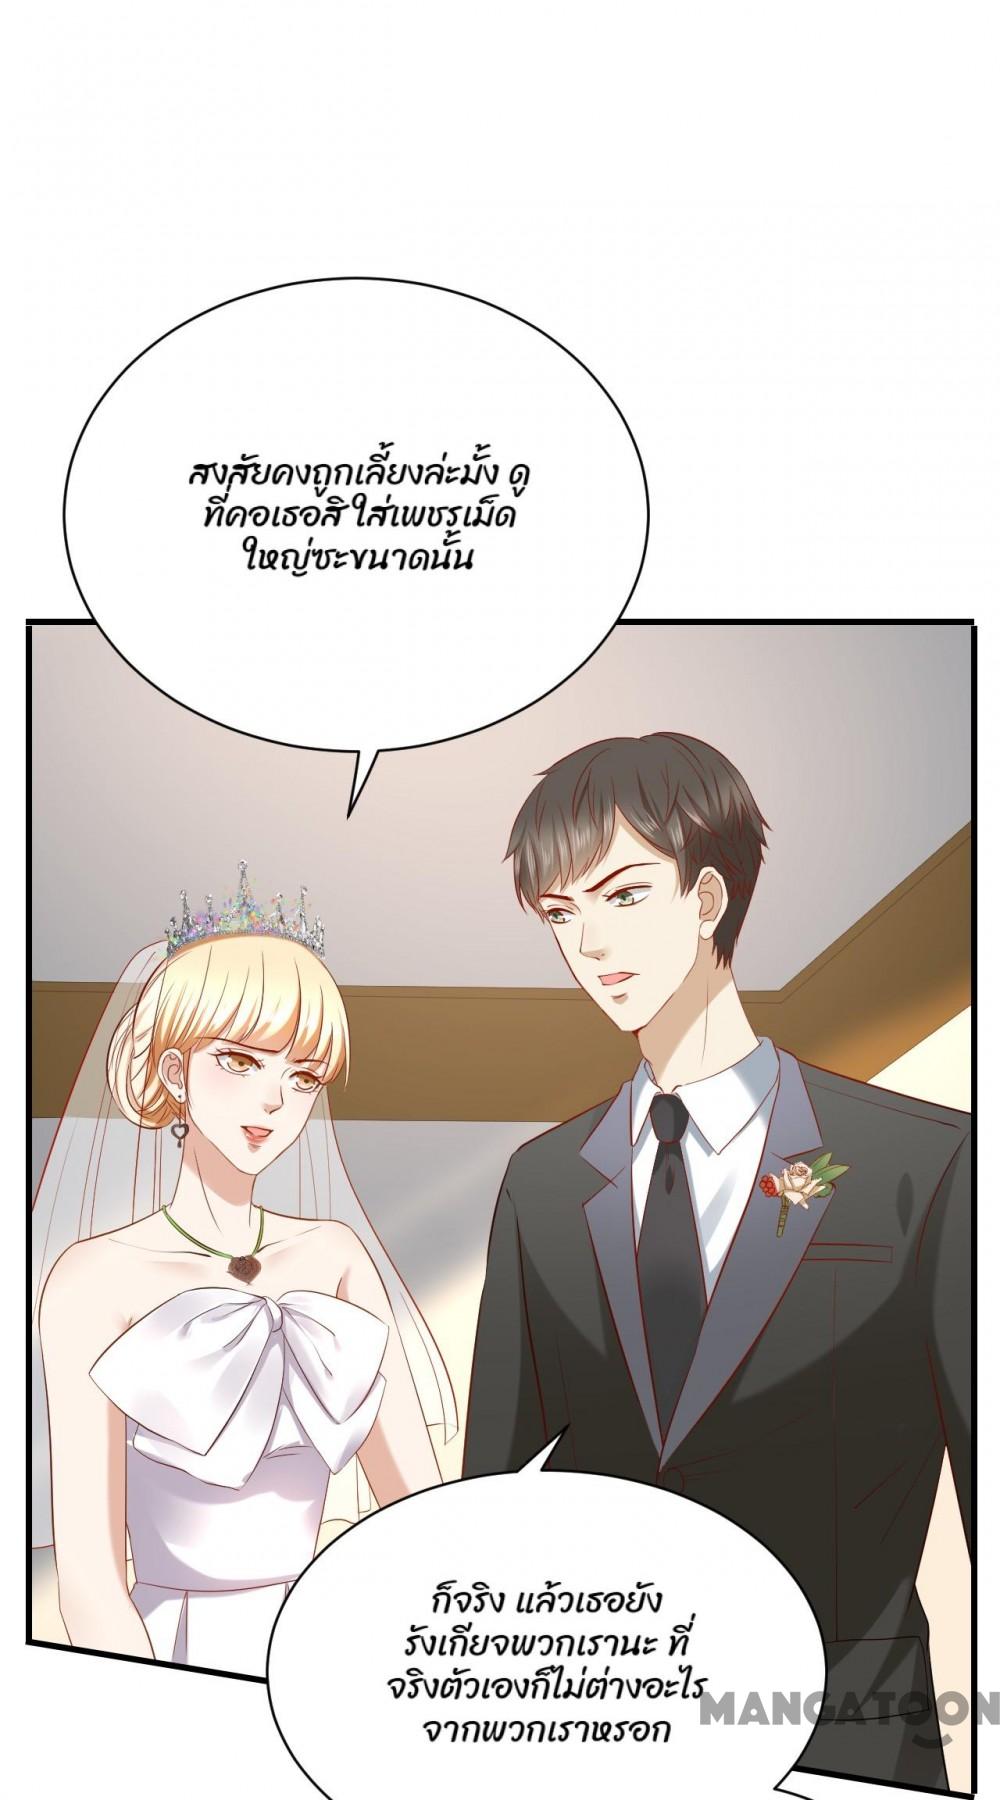 สงสัยคงถูกเลี้ยงล่ะมั้ง ดู
ที่คอเธอสิ ใส่เพชรเม็ด
ใหญ่ซะขนาดนั้น
ก็จริง แล้วเธอยัง
รังเกียจพวกเรานะ ที่
จริงตัวเองก็ไม่ต่างอะไร
จากพวกเราหรอก
MANGATOON